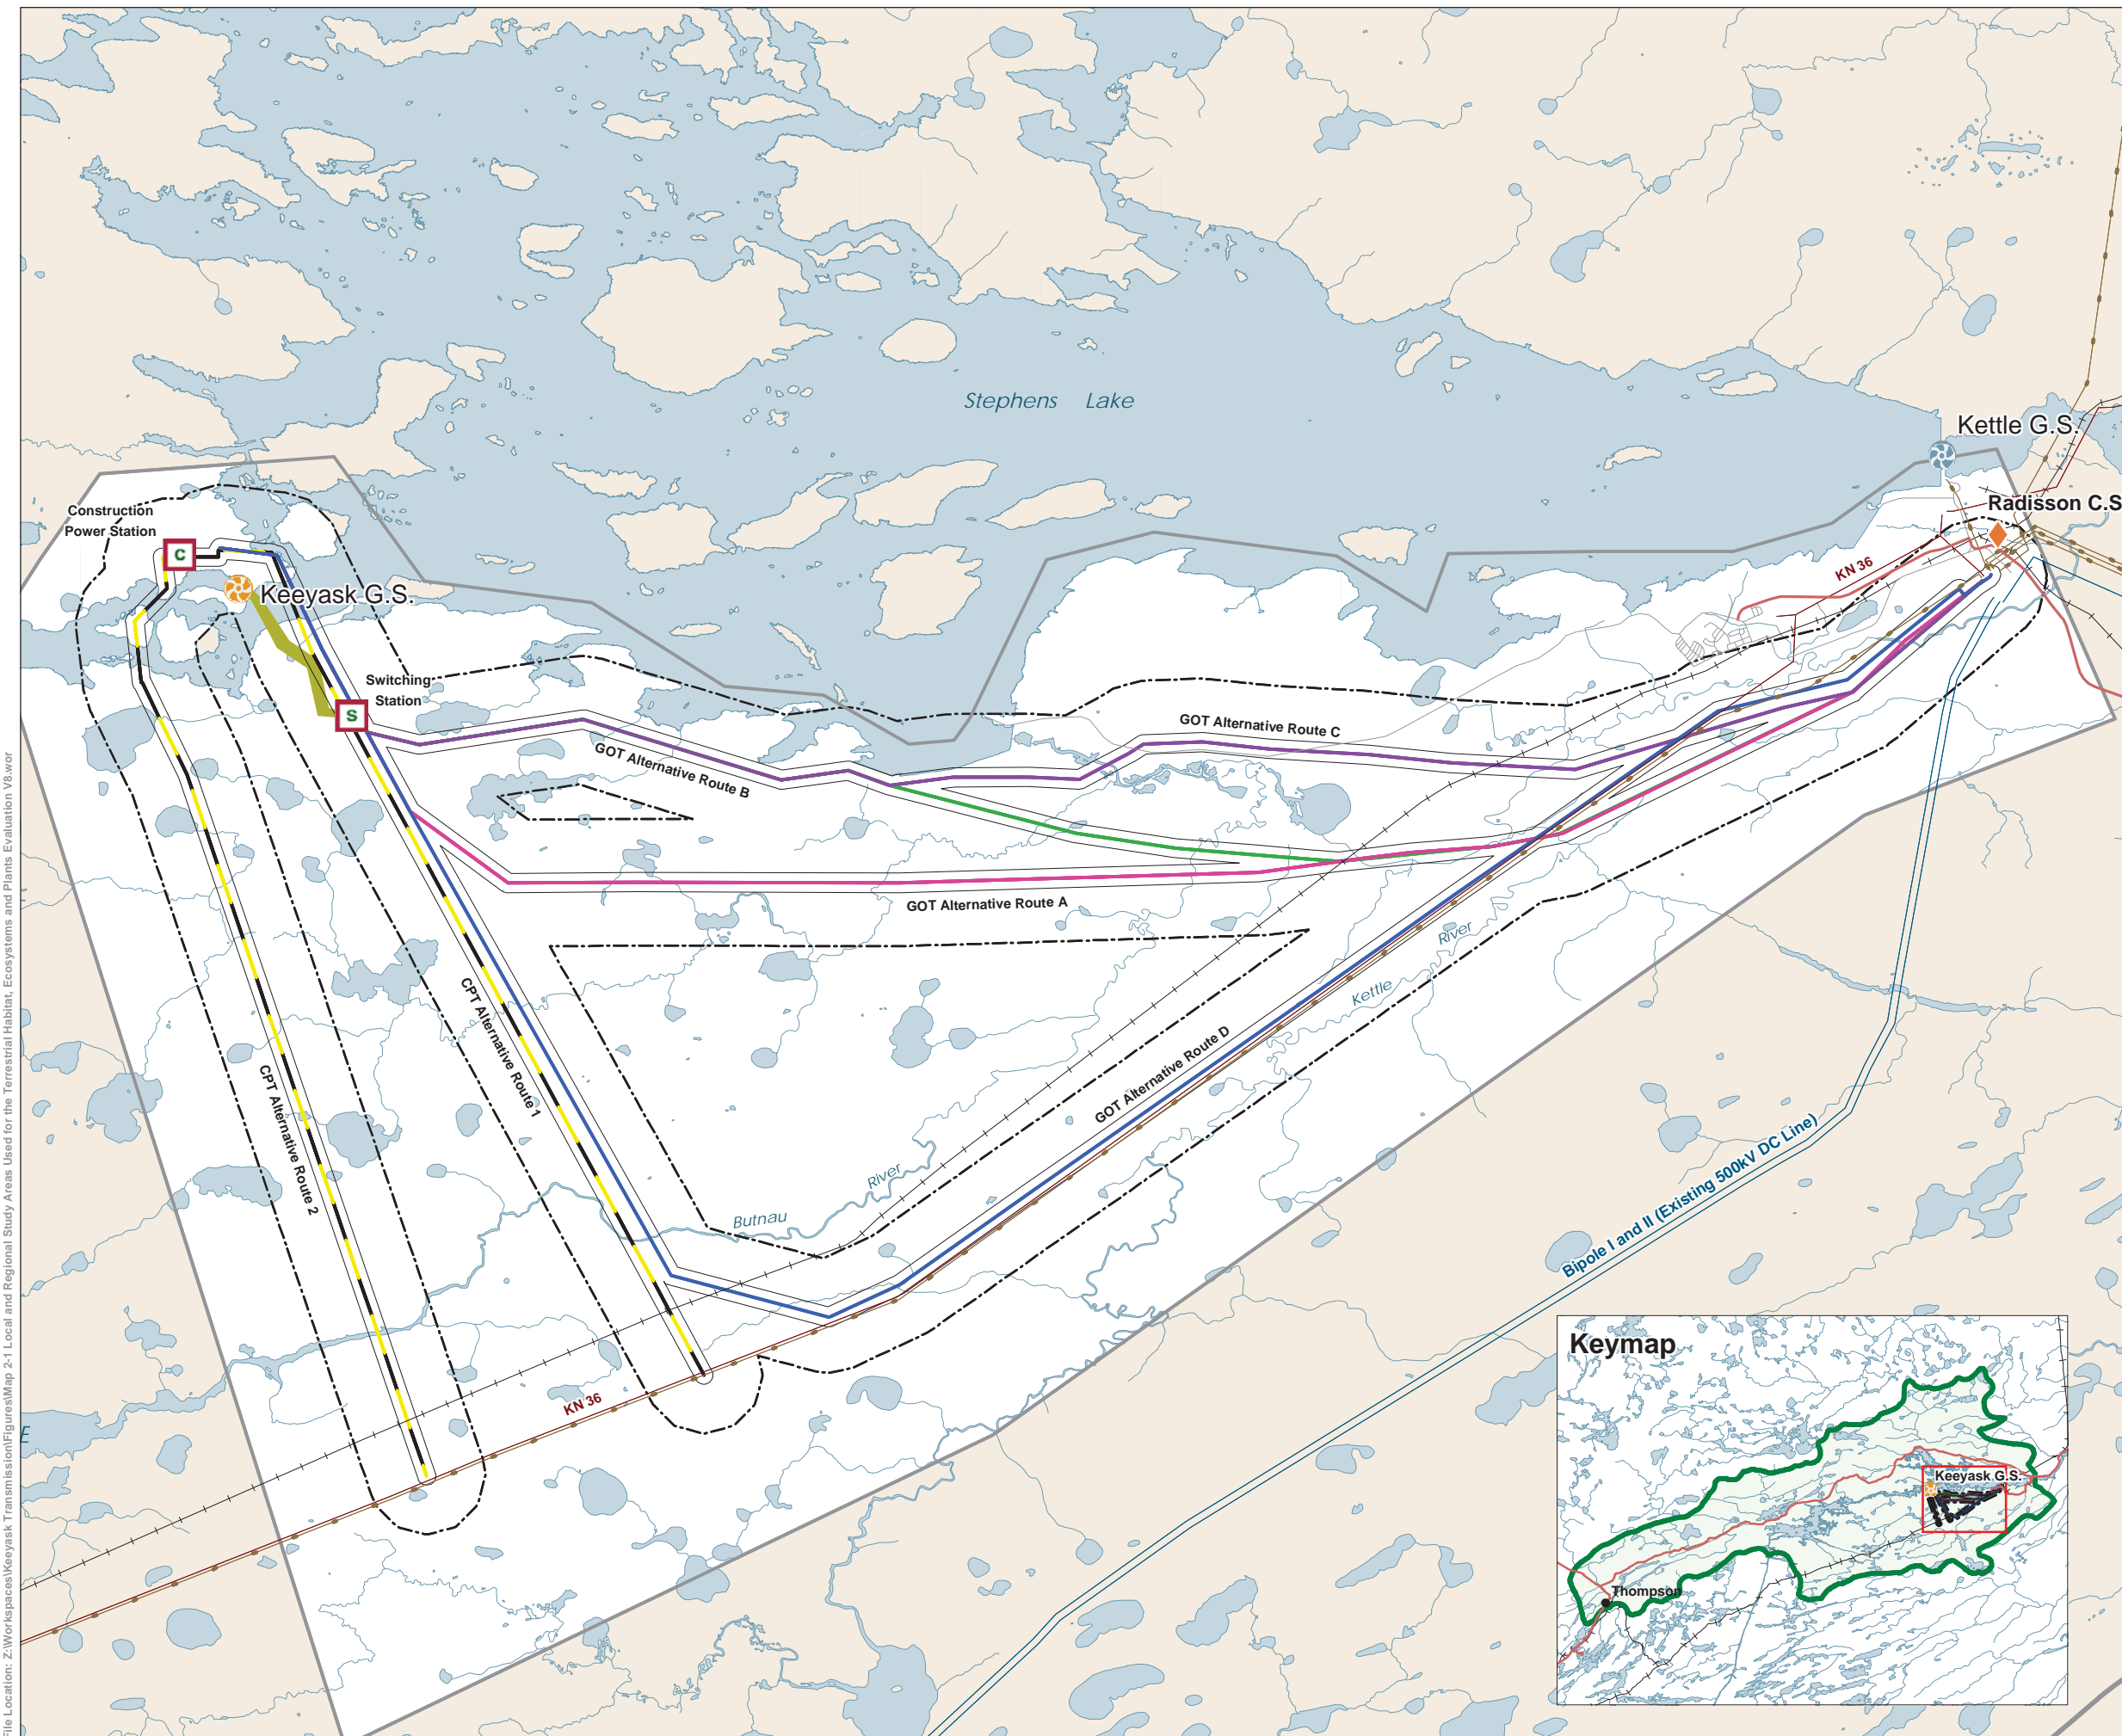 Stephens Lake
Kettle G.S.
Radisson C.S
Construction
Power Station
C
Keeyask G.S.
KN 36
Switching
Station
S
GOT Alternative Route C
GOT Alternative Route B
GOT Alternative Route A
River
Kettle
CPT Alternative Route 1
GOT Alternative Route D
CPT Alternative Route 2
River
Butnau
Bipole I and II (Existing 500kV DC Line)
KN 36
E
Keymap
Keeyask G.S.
Thompson
File Location: Z:\Workspaces\Keeyask Transmission\Figures\Map 2-1 Local and Regional Study Areas Used for the Terrestrial Habitat, Ecosystems and Plants Evaluation V8.wor